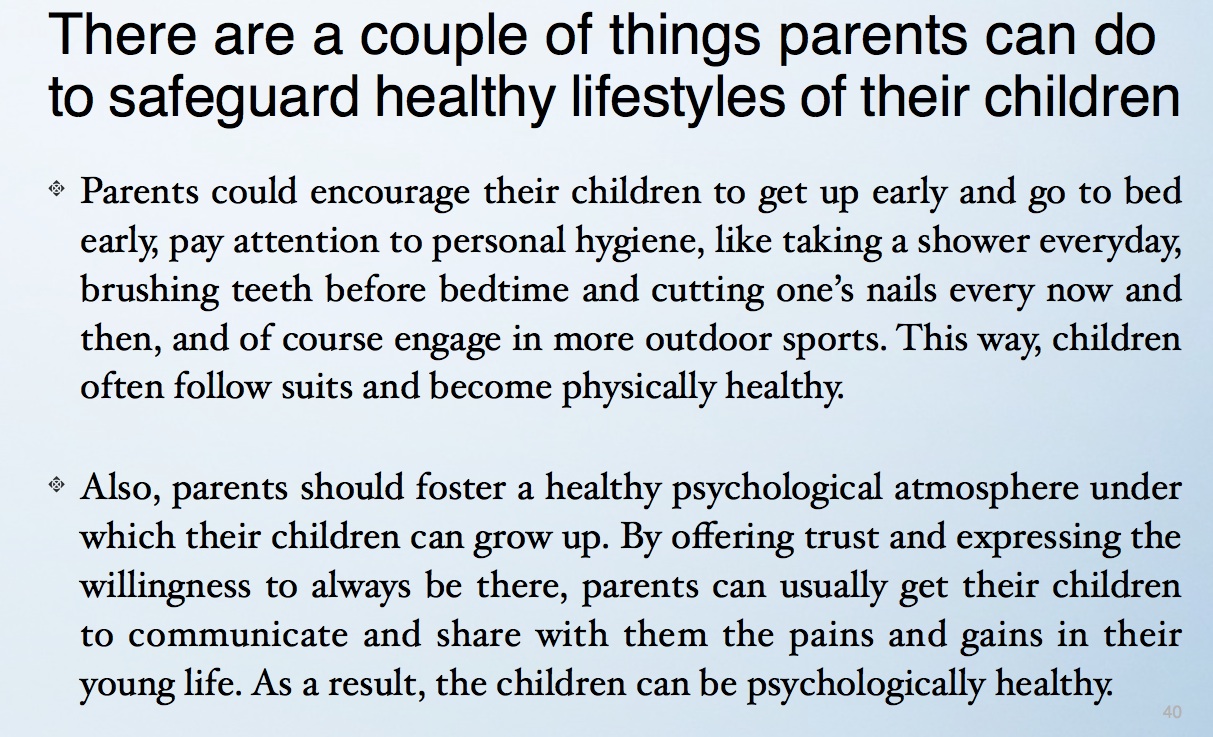 There are a couple of things parents can do
to safeguard healthy lifestyles of their children
Parents could encourage their children to get up early and go to bed
early, pay attention to personal hygiene, like taking a shower everyday,
brushing teeth before bedtime and cutting one’s nails every now and
then, and of course engage in more outdoor sports. This way, children
often follow suits and become physically healthy.
Also, parents should foster a healthy psychological atmosphere under
which their children can grow up. By offering trust and expressing the
willingness to always be there, parents can usually get their children
to communicate and share with them the pains and gains in their
young life. As a result, the children can be psychologically healthy.
40